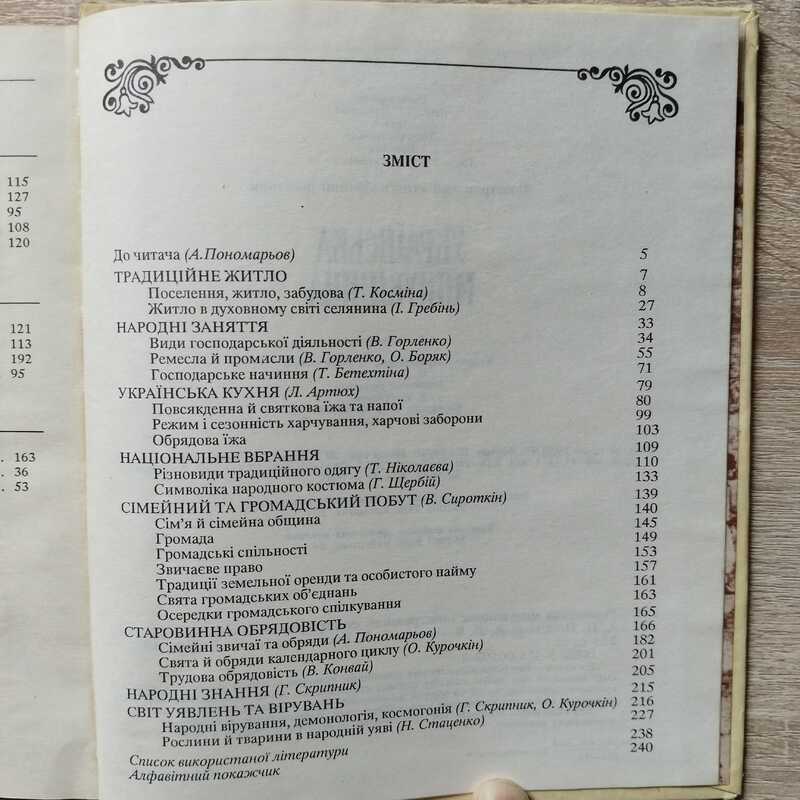 115
127
95
108
120
121
113
192
. 95
. 163
. 36
. 53
ЗМІСТ
До читача (А.Пономарьов) 5
ТРАДИЦІЙНЕ ЖИТЛО 7
Поселення, житло, забудова (Т. Косміна) 8
Житло в духовному світі селянина (І. Гребінь) 27
НАРОДНІ ЗАНЯТТЯ 33
Види господарської діяльності (В. Горленко) 34
Ремесла й промисли (В. Горленко, О. Боряк) 55
Господарське начиння (Т. Бетехтіна) 71
УКРАЇНСЬКА КУХНЯ (Л. Артюх) 79
Повсякденна й святкова їжа та напої 80
Режим і сезонність харчування, харчові заборони 99
Обрядова їжа 103
НАЦІОНАЛЬНЕ ВБРАННЯ 109
Різновиди традиційного одягу (Т. Ніколаєва) 110
Символіка народного костюма (Г. Щербій) 133
СІМЕЙНИЙ ТА ГРОМАДСЬКИЙ ПОБУТ (В. Сироткін) 139
Сім'я й сімейна община 140
Громада 145
Громадські спільності 149
Звичаєве право 153
Традиції земельної оренди та особистого найму 157
Свята громадських об'єднань 161
Осередки громадського спілкування 163
СТАРОВИННА ОБРЯДОВІСТЬ 165
Сімейні звичаї та обряди (А. Пономарьов) 166
Свята й обряди календарного циклу (О. Курочкін) 182
Трудова обрядовість (В. Конвай) 201
НАРОДНІ ЗНАННЯ (Г. Скрипник) 205
СВІТ УЯВЛЕНЬ ТА ВІРУВАНЬ 215
Народні вірування, демонологія, космогонія (Г. Скрипник, О. Курочкін) 216
Рослини й тварини в народній уяві (Н. Стаценко) 227
Список використаної літератури 238
Алфавітний покажчик 240